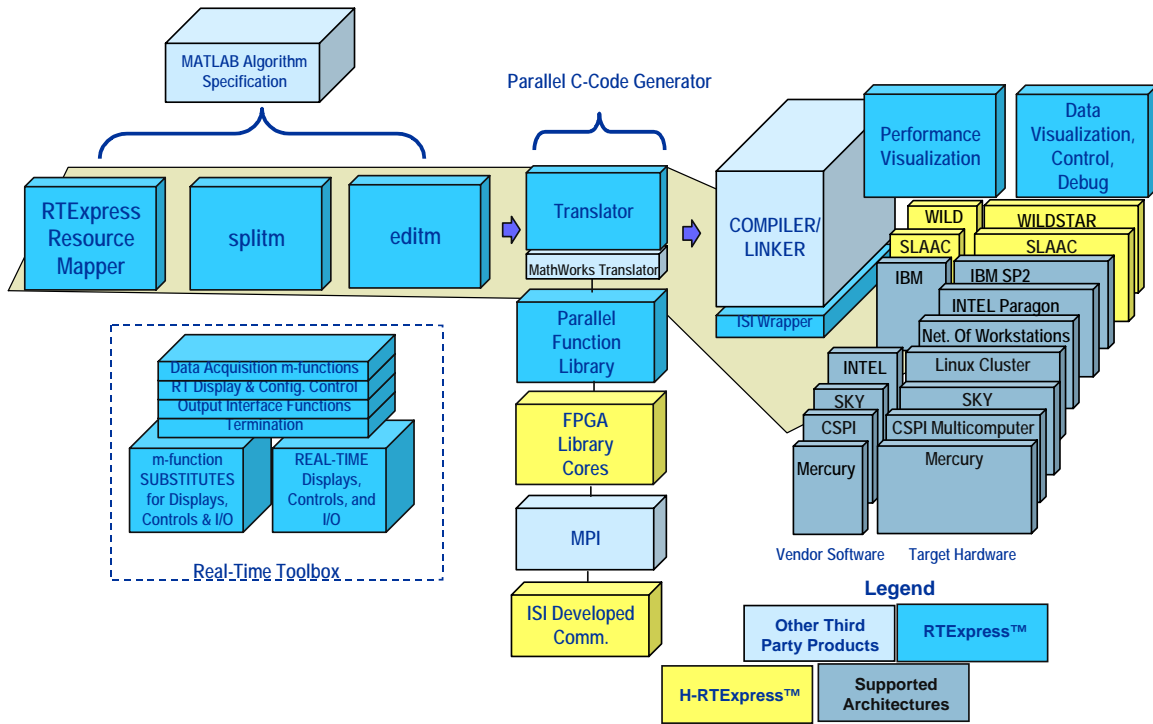 MATLAB Algorithm
Specification
Parallel C-Code Generator
Performance
Visualization
Data
Visualization,
Control,
Debug
RTExpress
Resource
Mapper
splitm
editm
Translator
MathWorks Translator
COMPILER/
LINKER
ISI Wrapper
WILD
WILDSTAR
SLAAC
SLAAC
IBM
IBM SP2
INTEL Paragon
Net. Of Workstations
INTEL
Linux Cluster
SKY
SKY
CSPI
CSPI Multicomputer
Mercury
Mercury
Vendor Software
Target Hardware
Parallel
Function
Library
FPGA
Library
Cores
MPI
ISI Developed
Comm.
Data Acquisition m-functions
RT Display & Config. Control
Output Interface Functions
Termination
m-function
SUBSTITUTES
for Displays,
Controls & I/O
REAL-TIME
Displays,
Controls, and
I/O
Real-Time Toolbox
Legend
Other Third
Party Products
RTExpress™
H-RTExpress™
Supported
Architectures